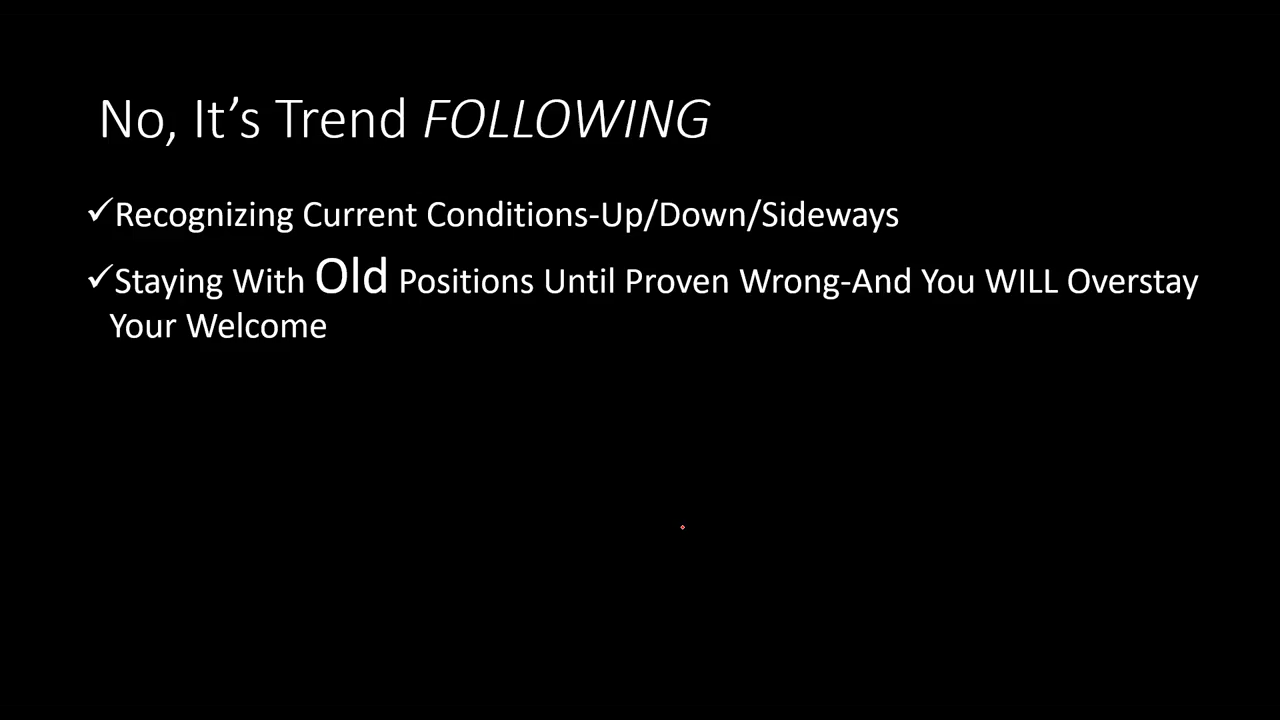 No, It’s Trend FOLLOWING
✓Recognizing Current Conditions-Up/Down/Sideways
✓Staying With Old Positions Until Proven Wrong-And You WILL Overstay
Your Welcome